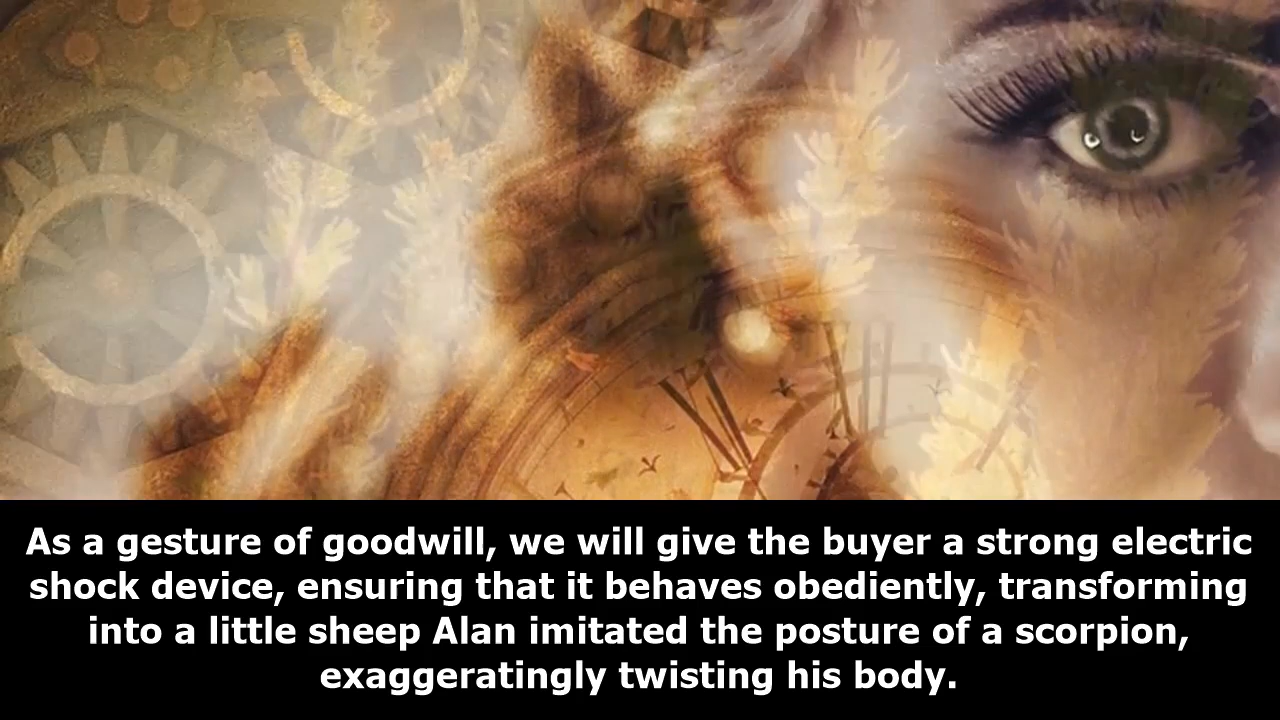 As a gesture of goodwill, we will give the buyer a strong electric
shock device, ensuring that it behaves obediently, transforming
into a little sheep Alan imitated the posture of a scorpion,
exaggeratingly twisting his body.